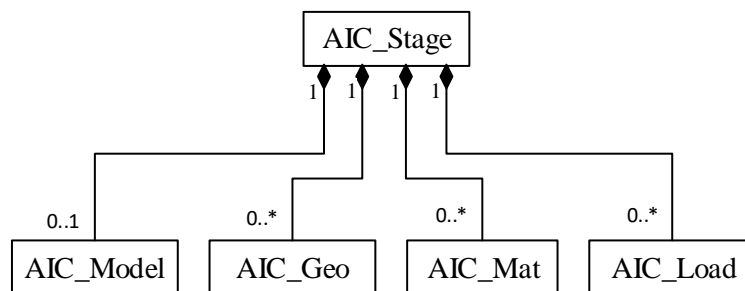 AIC_Stage
1 1 1 1
0..1 0..* 0..* 0..*
AIC_Model AIC_Geo AIC_Mat AIC_Load